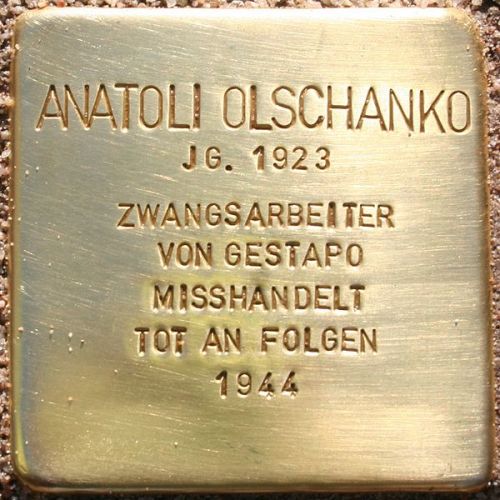 ANATOLI OLSCHANKO
JG. 1923
ZWANGSARBEITER
VON GESTAPO
MISSHANDELT
TOT AN FOLGEN
1944